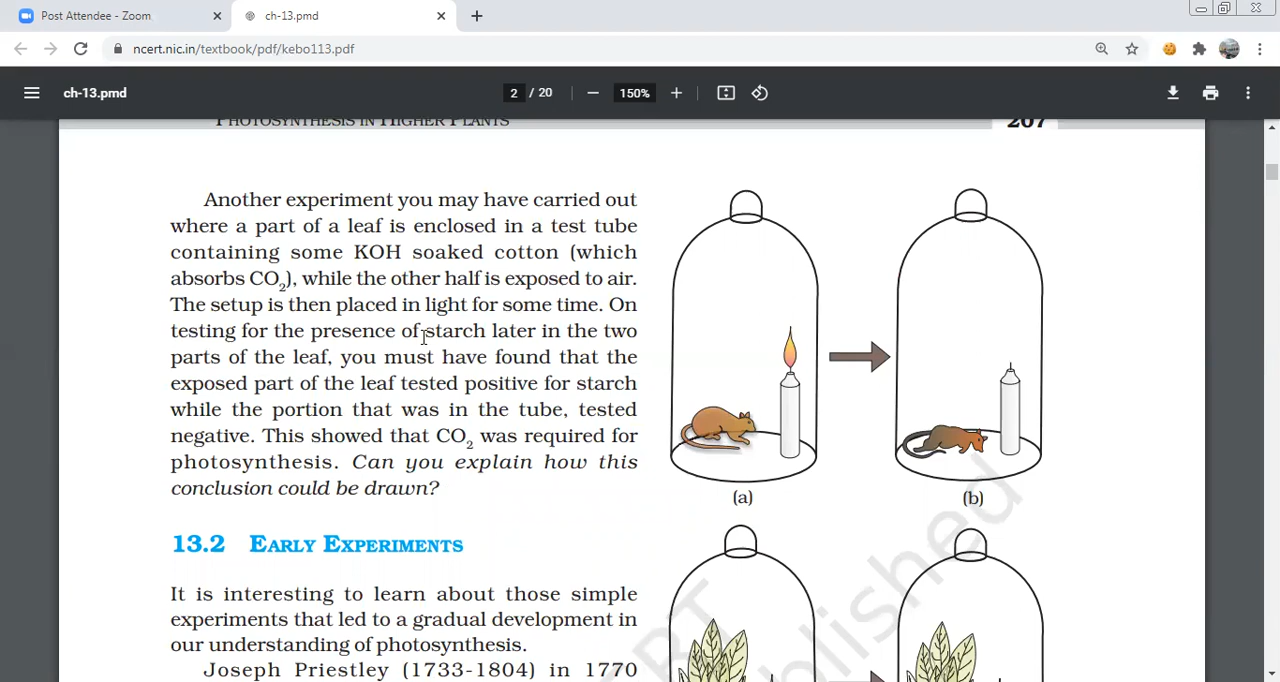 Post Attendee - Zoom
ch-13.pmd
ncert.nic.in/textbook/pdf/kebo113.pdf
ch-13.pmd
2 / 20
150%
PHOTOSYNTHESIS IN HIGHER PLANTS
207
Another experiment you may have carried out
where a part of a leaf is enclosed in a test tube
containing some KOH soaked cotton (which
absorbs CO2), while the other half is exposed to air.
The setup is then placed in light for some time. On
testing for the presence of starch later in the two
parts of the leaf, you must have found that the
exposed part of the leaf tested positive for starch
while the portion that was in the tube, tested
negative. This showed that CO2 was required for
photosynthesis. Can you explain how this
conclusion could be drawn?
13.2 EARLY EXPERIMENTS
It is interesting to learn about those simple
experiments that led to a gradual development in
our understanding of photosynthesis.
Joseph Priestley (1733-1804) in 1770
(a)
(b)